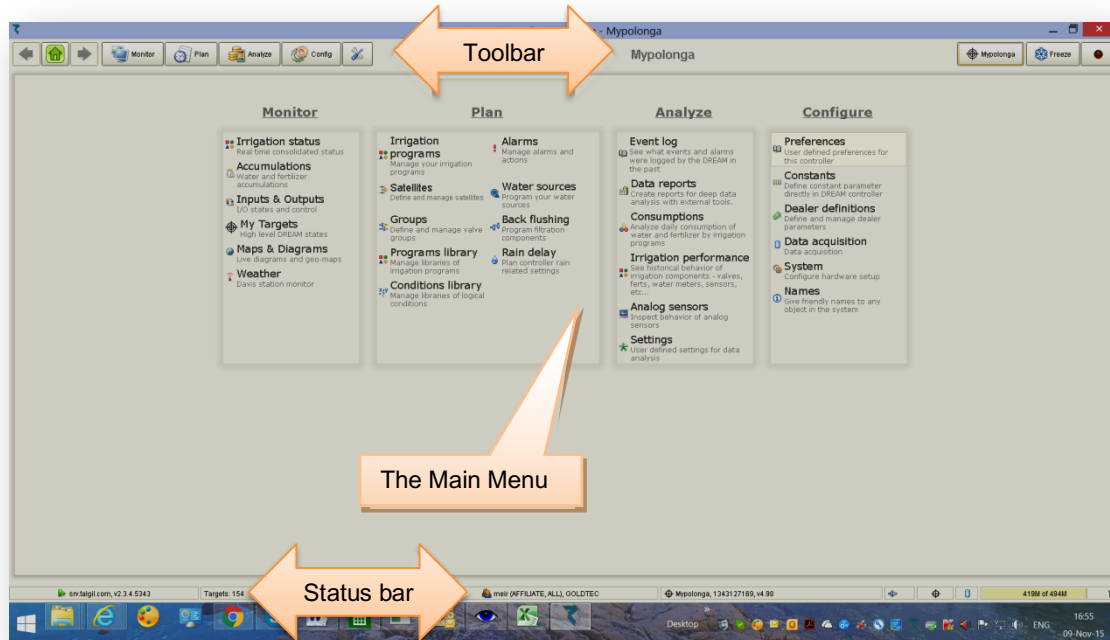 - Mypolonga
Monitor
Plan
Analyze
Config
Toolbar
Mypolonga
Mypolonga
Freeze
Monitor
Irrigation status
Real time consolidated status
Accumulations
Water and fertilizer
accumulations
Inputs & Outputs
I/O states and control
My Targets
High level DREAM states
Maps & Diagrams
Live diagrams and geo-maps
Weather
Davis station monitor
Plan
Irrigation
programs
Manage your irrigation
programs
Satellites
Define and manage satellites
Groups
Define and manage valve
groups
Programs library
Manage libraries of
irrigation programs
Conditions library
Manage libraries of logical
conditions
Alarms
Manage alarms and
actions
Water sources
Program your water
sources
Back flushing
Program filtration
components
Rain delay
Plan controller rain
related settings
Analyze
Event log
See what events and alarms
were logged by the DREAM in
the past
Data reports
Create reports for deep data
analysis with external tools.
Consumptions
Analyze daily consumption of
water and fertilizer by irrigation
programs
Irrigation performance
See historical behavior of
irrigation components - valves,
ferts, water meters, sensors,
etc...
Analog sensors
Inspect behavior of analog
sensors
Settings
User defined settings for data
analysis
Configure
Preferences
User defined preferences for
this controller
Constants
Define constant parameter
directly in DREAM controller
Dealer definitions
Define and manage dealer
parameters
Data acquisition
Data acquisition
System
Configure hardware setup
Names
Give friendly names to any
object in the system
The Main Menu
srv.talgil.com, v2.3.4.5343
Targets: 154
Status bar
meir (AFFILIATE, ALL), GOLDTEC
Mypolonga, 1343127169, v4.98
419M of 494M
Desktop
ENG
16:55
09-Nov-15